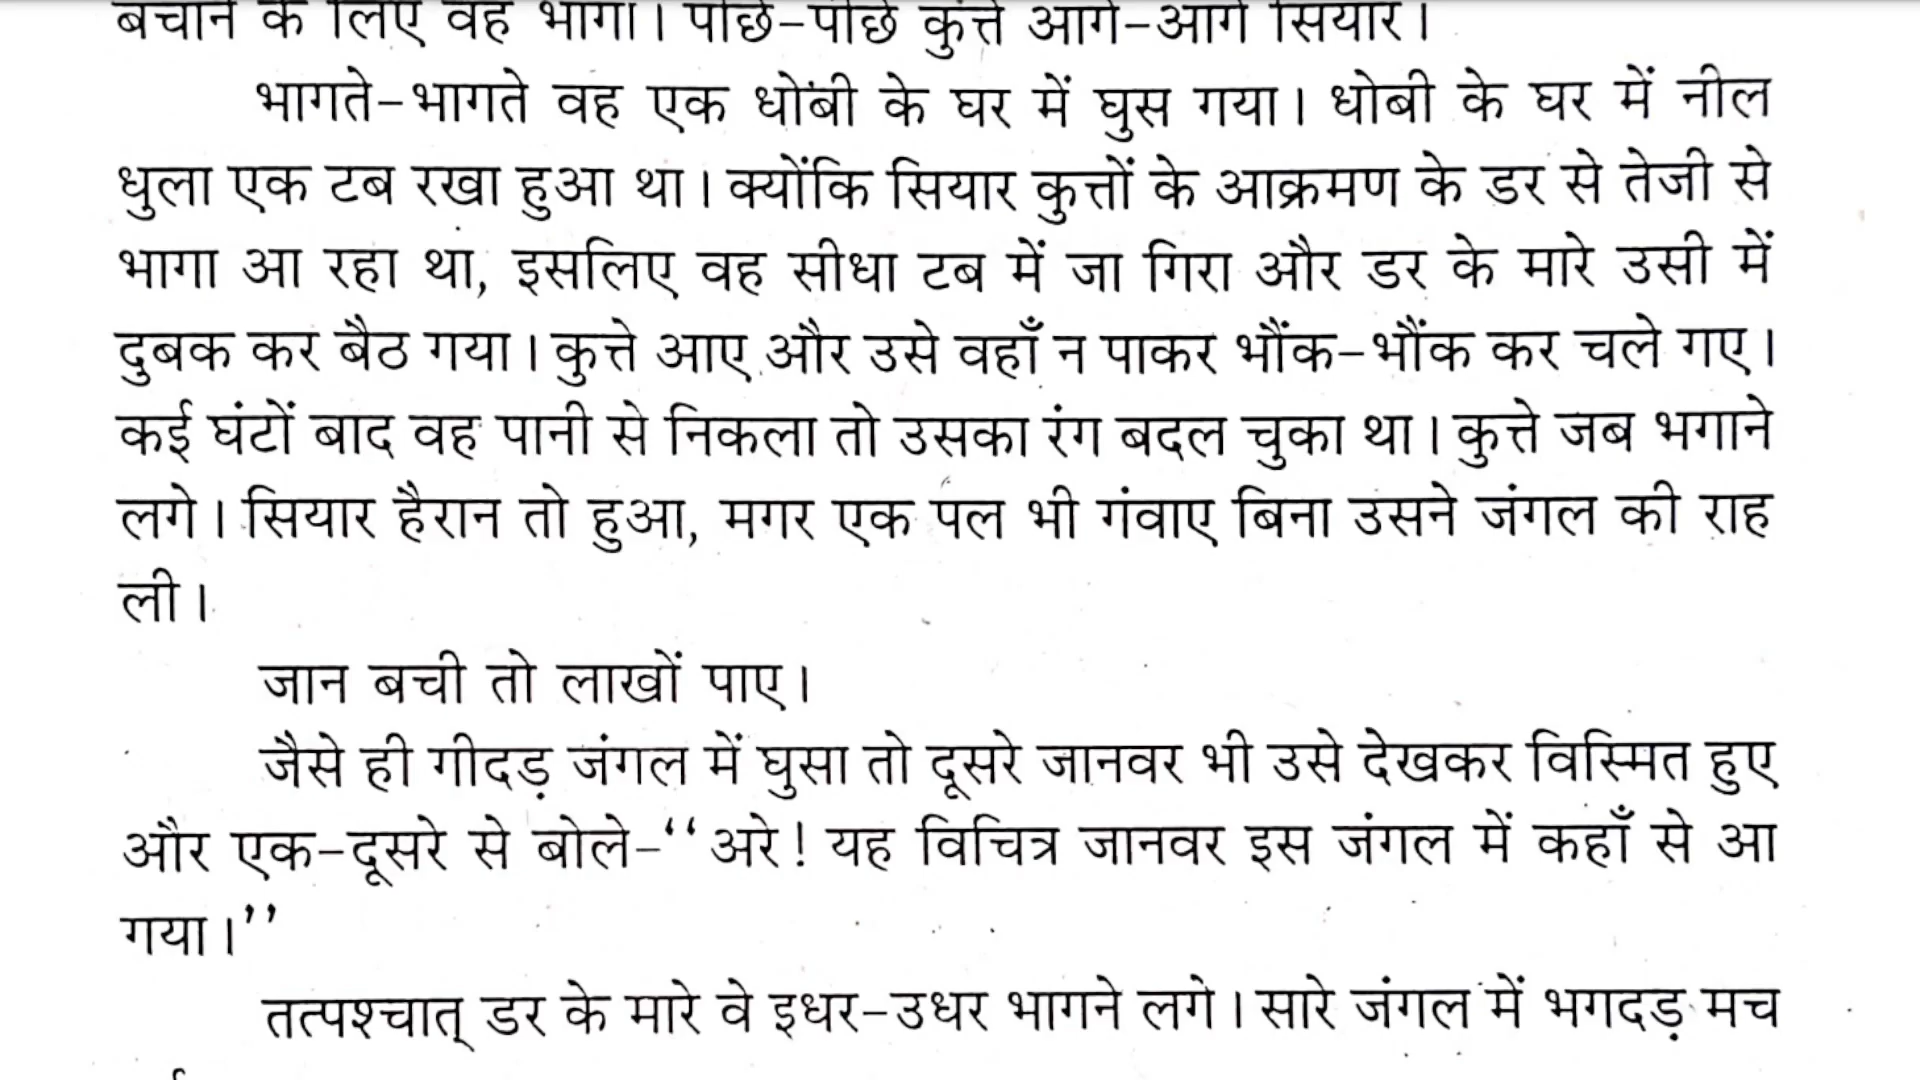 बचाने के लिए वह भागा। पीछे-पीछे कुत्ते आगे-आगे सियार।
भागते-भागते वह एक धोबी के घर में घुस गया। धोबी के घर में नील
धुला एक टब रखा हुआ था। क्योंकि सियार कुत्तों के आक्रमण के डर से तेजी से
भागा आ रहा था, इसलिए वह सीधा टब में जा गिरा और डर के मारे उसी में
दुबक कर बैठ गया। कुत्ते आए और उसे वहाँ न पाकर भौंक-भौंक कर चले गए।
कई घंटों बाद वह पानी से निकला तो उसका रंग बदल चुका था। कुत्ते जब भगाने
लगे। सियार हैरान तो हुआ, मगर एक पल भी गंवाए बिना उसने जंगल की राह
ली।
जान बची तो लाखों पाए।
जैसे ही गीदड़ जंगल में घुसा तो दूसरे जानवर भी उसे देखकर विस्मित हुए
और एक-दूसरे से बोले-‘‘अरे! यह विचित्र जानवर इस जंगल में कहाँ से आ
गया।’’
तत्पश्चात् डर के मारे वे इधर-उधर भागने लगे। सारे जंगल में भगदड़ मच